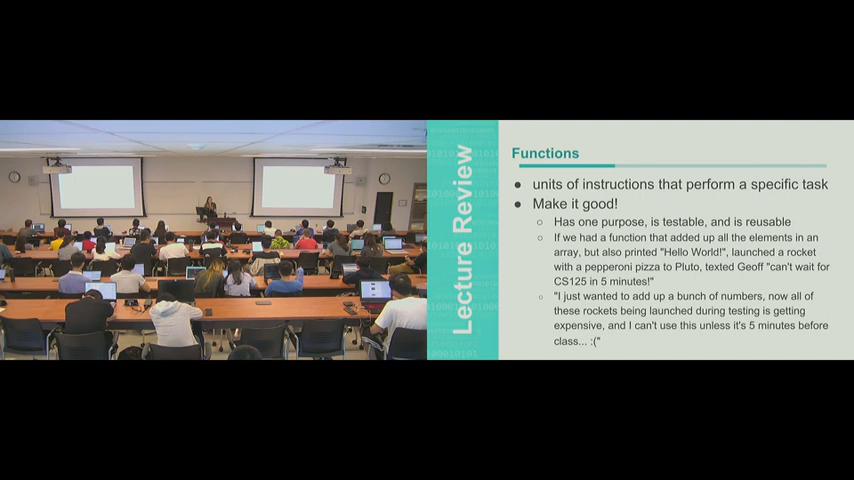 Lecture Review
Functions
● units of instructions that perform a specific task
● Make it good!
○ Has one purpose, is testable, and is reusable
○ If we had a function that added up all the elements in an
array, but also printed "Hello World!", launched a rocket
with a pepperoni pizza to Pluto, texted Geoff "can't wait for
CS125 in 5 minutes!"
○ "I just wanted to add up a bunch of numbers, now all of
these rockets being launched during testing is getting
expensive, and I can't use this unless it's 5 minutes before
class... :("